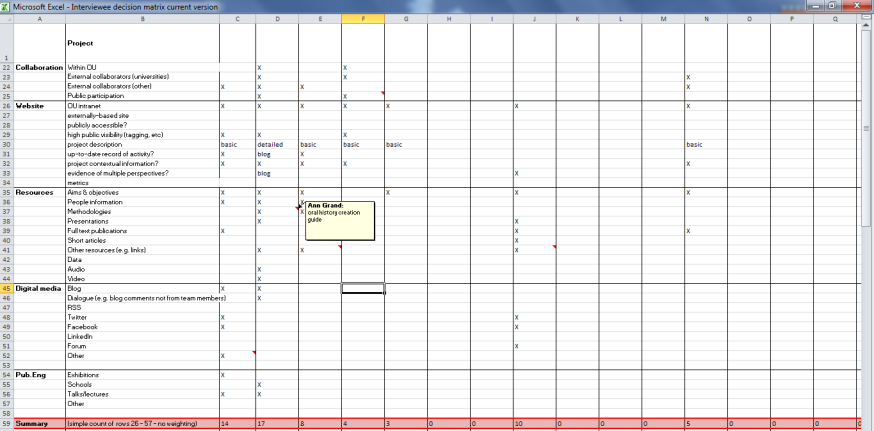 Microsoft Excel - Interviewee decision matrix current version
A B C D E F G H I J K L M N O P Q
1 Project
22 Collaboration Within OU X X
23 External collaborators (universities) X X X
24 External collaborators (other) X X X X
25 Public participation X X
26 Website OU intranet X X X X X X X
27 externally-based site
28 publicly accessible?
29 high public visibility (tagging, etc) X X X
30 project description basic detailed basic basic basic basic
31 up-to-date record of activity? X blog X
32 project contextual information? X X X X X
33 evidence of multiple perspectives? blog X
34 metrics
35 Resources Aims & objectives X X X X X X
36 People information X X X
37 Methodologies X X
38 Presentations X X
39 Full text publications X X X
40 Short articles X
41 Other resources (e.g. links) X X X
42 Data
43 Audio X
44 Video X
45 Digital media Blog X X
46 Dialogue (e.g. blog comments not from team members) X
47 RSS
48 Twitter X X
49 Facebook X X
50 LinkedIn
51 Forum X
52 Other X
53
54 Pub.Eng Exhibitions X
55 Schools X
56 Talks/lectures X X
57 Other
58
59 Summary (simple count of rows 26 - 57 - no weighting) 14 17 8 4 3 0 0 10 0 0 0 5 0 0 0
Ann Grand:
oral history creation
guide